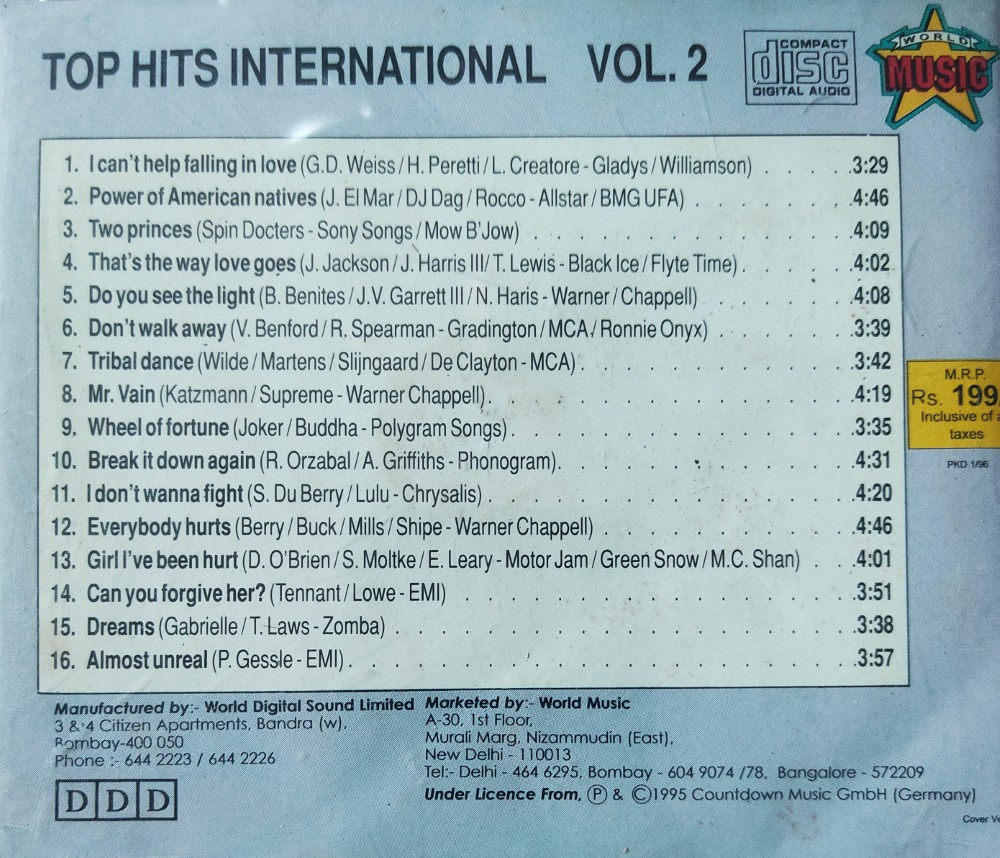 TOP HITS INTERNATIONAL VOL. 2
COMPACT
disc
DIGITAL AUDIO
WORLD
MUSIC
1. I can't help falling in love (G.D. Weiss / H. Peretti / L. Creatore - Gladys / Williamson) . . . . . .3:29
2. Power of American natives (J. El Mar / DJ Dag / Rocco - Allstar / BMG UFA) . . . . . . . .4:46
3. Two princes (Spin Docters - Sony Songs / Mow B'Jow) . . . . . . . . . . . . . .4:09
4. That's the way love goes (J. Jackson / J. Harris III / T. Lewis - Black Ice / Flyte Time) . . . . . .4:02
5. Do you see the light (B. Benites / J.V. Garrett III / N. Haris - Warner / Chappell) . . . . . . . .4:08
6. Don't walk away (V. Benford / R. Spearman - Gradington / MCA / Ronnie Onyx) . . . . . . .3:39
7. Tribal dance (Wilde / Martens / Slijngaard / De Clayton - MCA) . . . . . . . . . . . .3:42
8. Mr. Vain (Katzmann / Supreme - Warner Chappell) . . . . . . . . . . . . . . .4:19
9. Wheel of fortune (Joker / Buddha - Polygram Songs) . . . . . . . . . . . . . .3:35
10. Break it down again (R. Orzabal / A. Griffiths - Phonogram) . . . . . . . . . . . . .4:31
11. I don't wanna fight (S. Du Berry / Lulu - Chrysalis) . . . . . . . . . . . . . . .4:20
12. Everybody hurts (Berry / Buck / Mills / Shipe - Warner Chappell) . . . . . . . . . . . .4:46
13. Girl I've been hurt (D. O'Brien / S. Moltke / E. Leary - Motor Jam / Green Snow / M.C. Shan) . . . .4:01
14. Can you forgive her? (Tennant / Lowe - EMI) . . . . . . . . . . . . . . . . .3:51
15. Dreams (Gabrielle / T. Laws - Zomba) . . . . . . . . . . . . . . . . . . .3:38
16. Almost unreal (P. Gessle - EMI) . . . . . . . . . . . . . . . . . . . . .3:57
M.R.P.
Rs. 199
Inclusive of
taxes
PKD 1/96
Manufactured by:- World Digital Sound Limited
3 & 4 Citizen Apartments, Bandra (w),
Bombay-400 050
Phone :- 644 2223 / 644 2226
DDD
Marketed by:- World Music
A-30, 1st Floor,
Murali Marg, Nizammudin (East),
New Delhi - 110013
Tel:- Delhi - 464 6295, Bombay - 604 9074 /78, Bangalore - 572209
Under Licence From, Ⓟ & ©1995 Countdown Music GmbH (Germany)
Cover